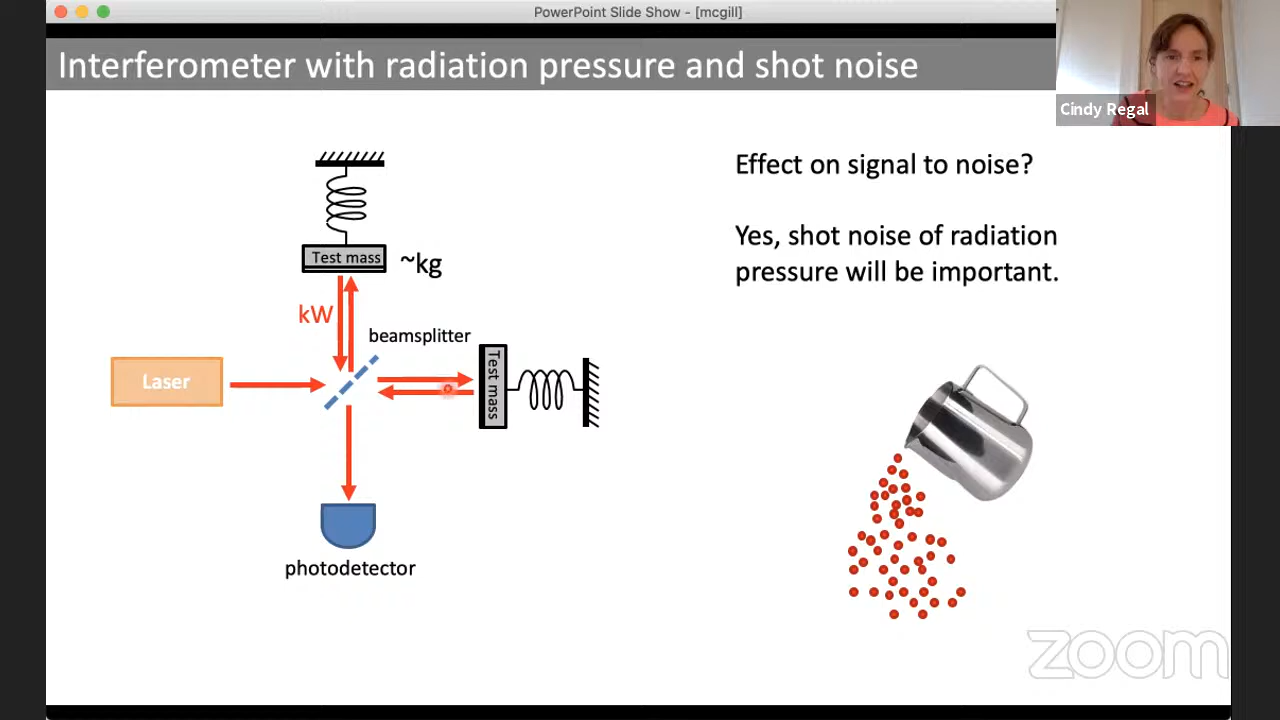 PowerPoint Slide Show - [mcgill]
Interferometer with radiation pressure and shot noise
Cindy Regal
Effect on signal to noise?
Yes, shot noise of radiation
pressure will be important.
Test mass
~kg
kW
beamsplitter
Laser
Test mass
photodetector
zoom